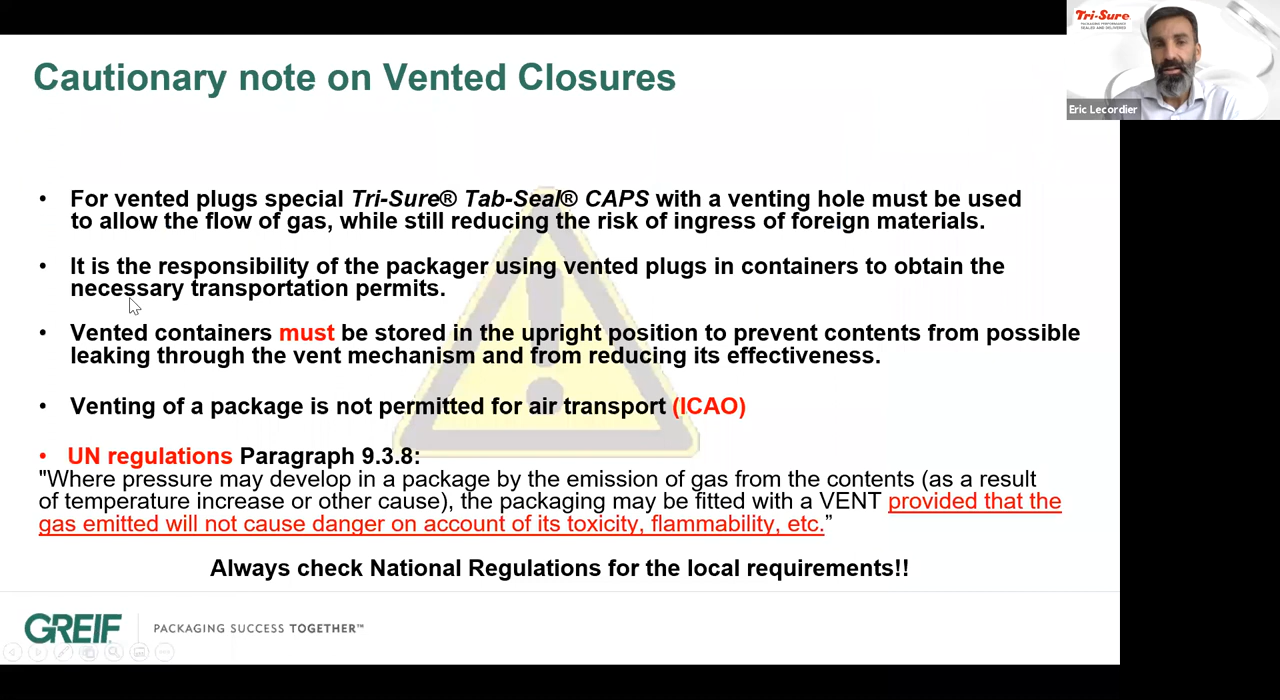 Tri-Sure
PACKAGING PERFORMANCE
SEALED AND DELIVERED
Eric Lecordier
Cautionary note on Vented Closures
• For vented plugs special Tri-Sure® Tab-Seal® CAPS with a venting hole must be used
to allow the flow of gas, while still reducing the risk of ingress of foreign materials.
• It is the responsibility of the packager using vented plugs in containers to obtain the
necessary transportation permits.
• Vented containers must be stored in the upright position to prevent contents from possible
leaking through the vent mechanism and from reducing its effectiveness.
• Venting of a package is not permitted for air transport (ICAO)
• UN regulations Paragraph 9.3.8:
"Where pressure may develop in a package by the emission of gas from the contents (as a result
of temperature increase or other cause), the packaging may be fitted with a VENT provided that the
gas emitted will not cause danger on account of its toxicity, flammability, etc.”
Always check National Regulations for the local requirements!!
GREIF
PACKAGING SUCCESS TOGETHER™